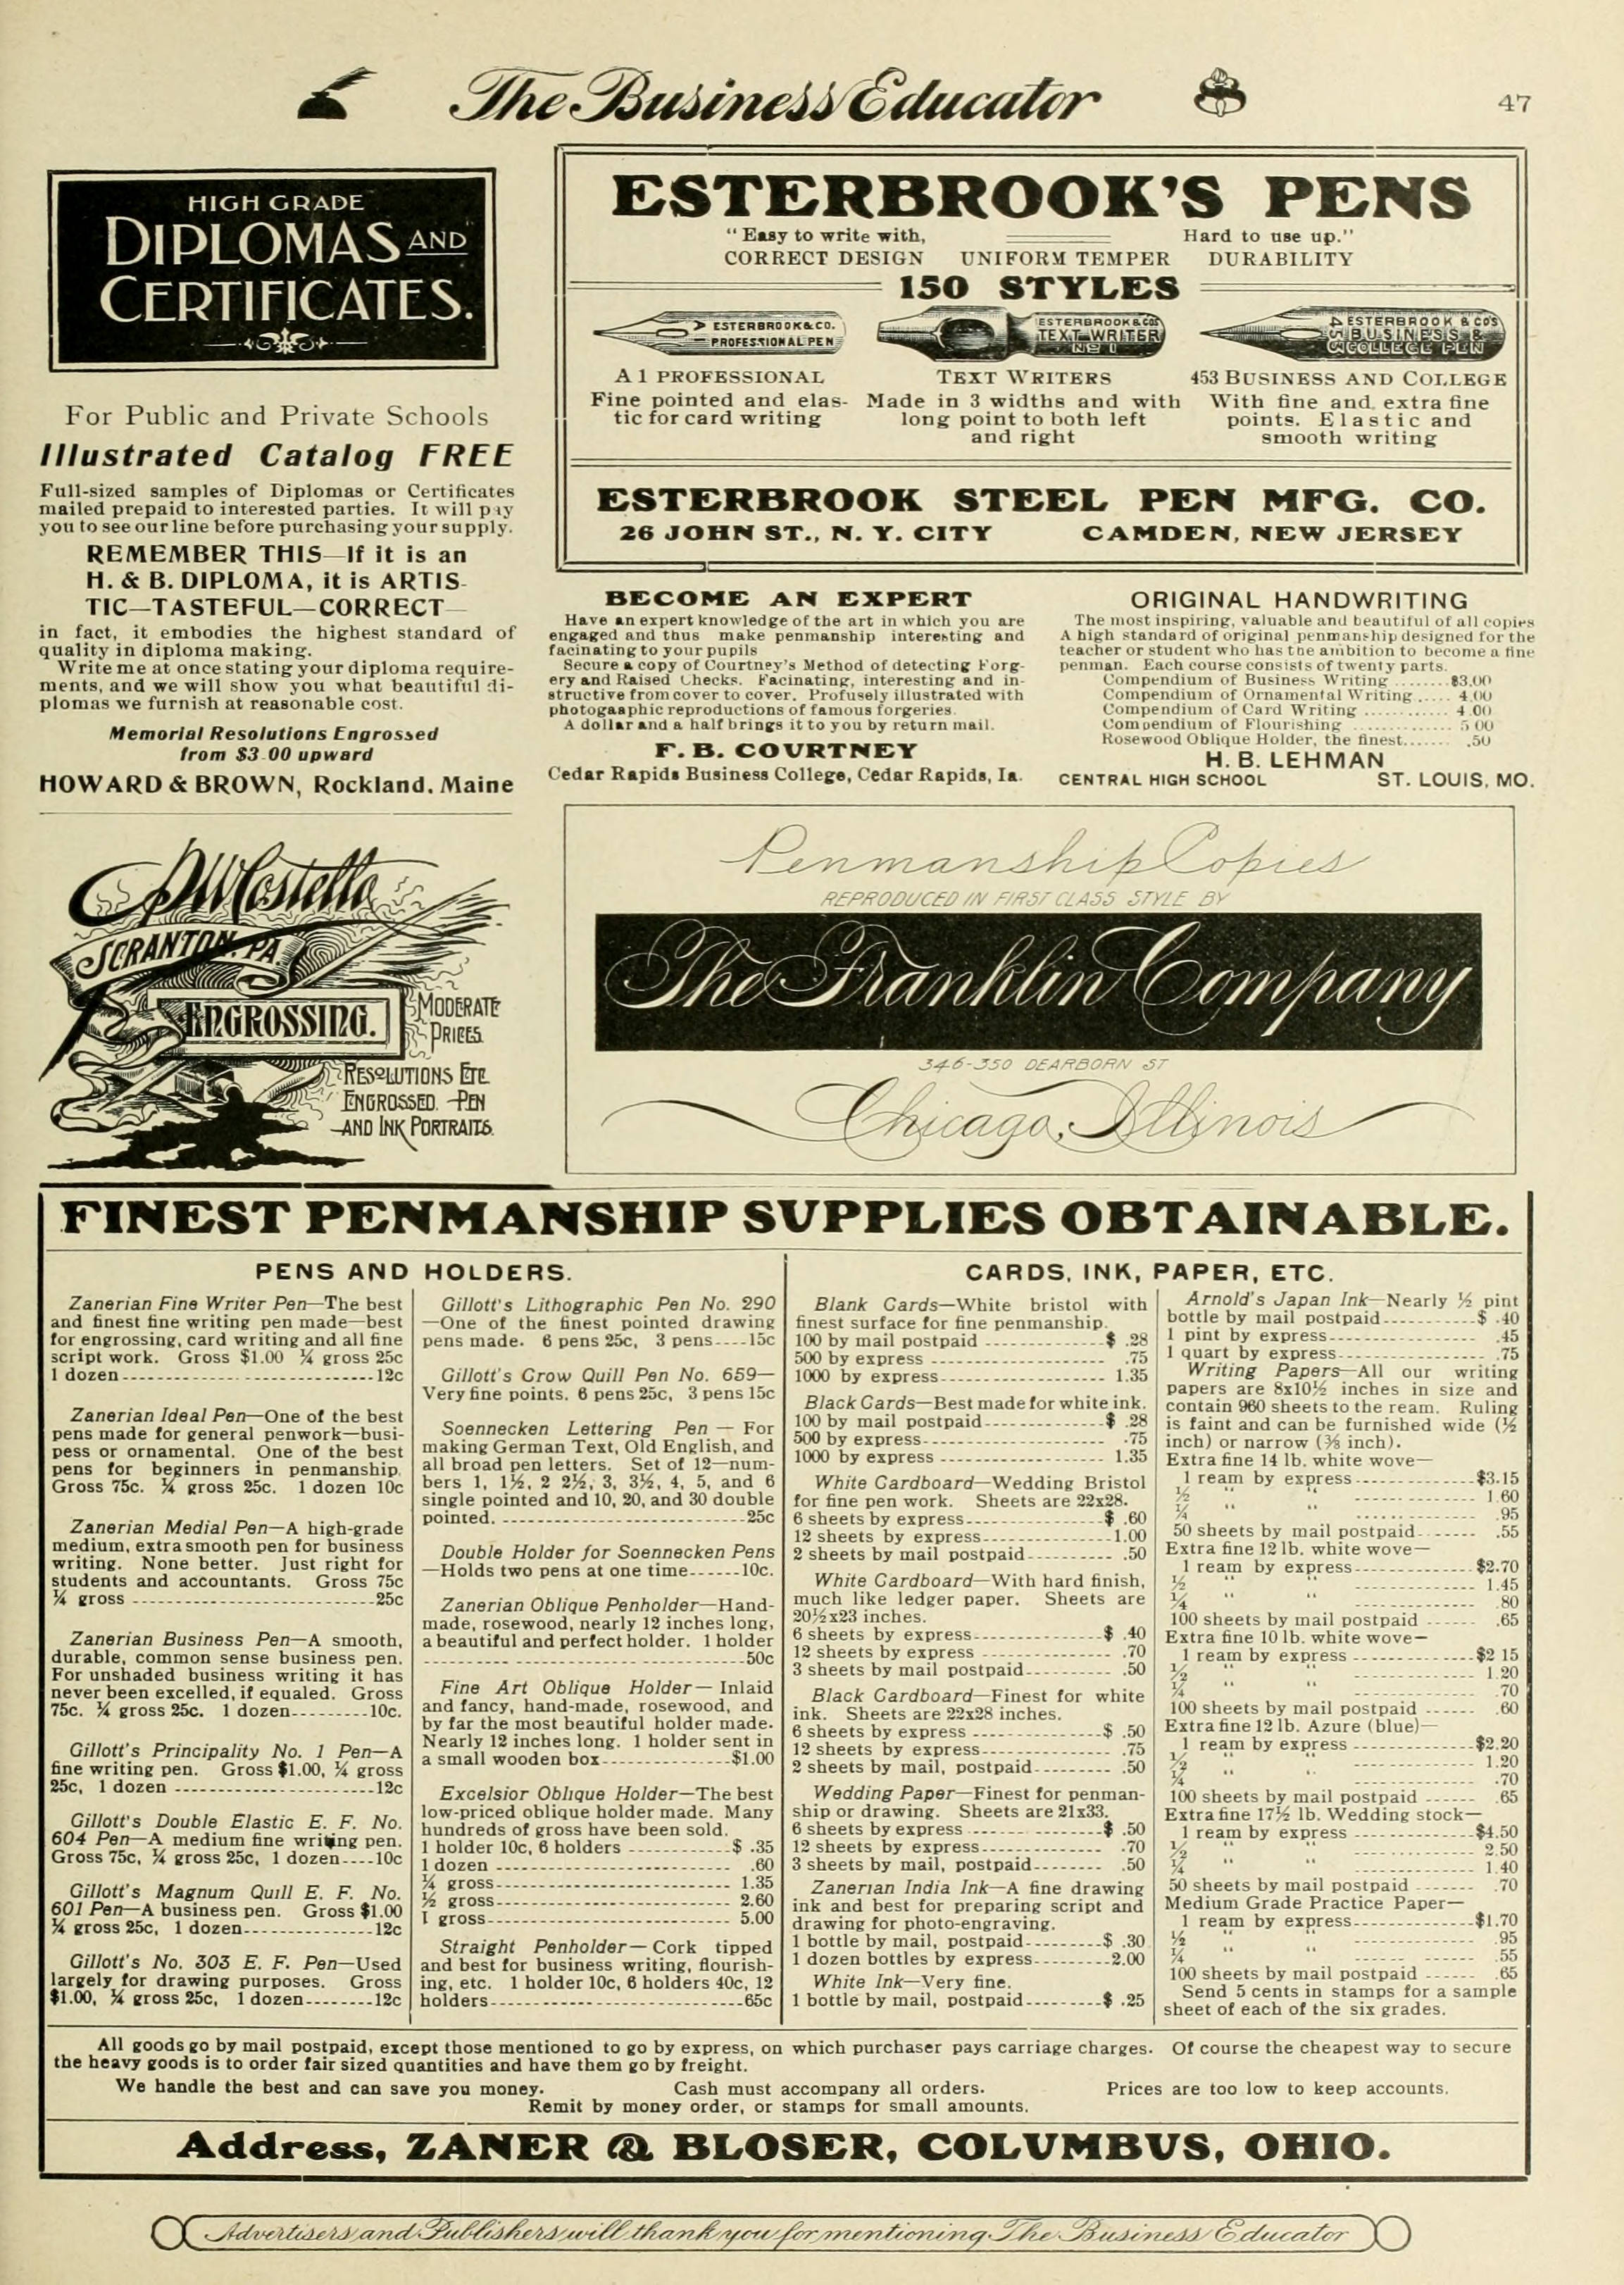 The Business Educator
47
HIGH GRADE
DIPLOMAS AND
CERTIFICATES.
For Public and Private Schools
Illustrated Catalog FREE
Full-sized samples of Diplomas or Certificates
mailed prepaid to interested parties. It will pay
you to see our line before purchasing your supply.
REMEMBER THIS—If it is an
H. & B. DIPLOMA, it is ARTIS-
TIC—TASTEFUL—CORRECT—
in fact, it embodies the highest standard of
quality in diploma making.
Write me at once stating your diploma require-
ments, and we will show you what beautiful di-
plomas we furnish at reasonable cost.
Memorial Resolutions Engrossed
from $3.00 upward
HOWARD & BROWN, Rockland. Maine
ESTERBROOK'S PENS
"Easy to write with, Hard to use up."
CORRECT DESIGN UNIFORM TEMPER DURABILITY
150 STYLES
ESTERBROOK & CO.
PROFESSIONAL PEN
ESTERBROOK & CO'S
TEXT WRITER
No 1
453
ESTERBROOK & CO'S
BUSINESS &
COLLEGE PEN
A 1 PROFESSIONAL
Fine pointed and elas-
tic for card writing
TEXT WRITERS
Made in 3 widths and with
long point to both left
and right
453 BUSINESS AND COLLEGE
With fine and extra fine
points. Elastic and
smooth writing
ESTERBROOK STEEL PEN MFG. CO.
26 JOHN ST., N. Y. CITY CAMDEN, NEW JERSEY
BECOME AN EXPERT
Have an expert knowledge of the art in which you are
engaged and thus make penmanship interesting and
facinating to your pupils
Secure a copy of Courtney's Method of detecting Forg-
ery and Raised Checks. Facinating, interesting and in-
structive from cover to cover. Profusely illustrated with
photogaaphic reproductions of famous forgeries.
A dollar and a half brings it to you by return mail.
F. B. COURTNEY
Cedar Rapids Business College, Cedar Rapids, Ia.
ORIGINAL HANDWRITING
The most inspiring, valuable and beautiful of all copies
A high standard of original penmanship designed for the
teacher or student who has the ambition to become a fine
penman. Each course consists of twenty parts.
Compendium of Business Writing ........$3.00
Compendium of Ornamental Writing ..... 4.00
Compendium of Card Writing ............ 4.00
Compendium of Flourishing .............. 5 00
Rosewood Oblique Holder, the finest....... .50
H. B. LEHMAN
CENTRAL HIGH SCHOOL ST. LOUIS, MO.
P. W. Costello
SCRANTON, PA.
ENGROSSING.
MODERATE
PRICES.
RESOLUTIONS ETC.
ENGROSSED. PEN
AND INK PORTRAITS.
Penmanship Copies
REPRODUCED IN FIRST CLASS STYLE BY
The Franklin Company
346-350 DEARBORN ST
Chicago, Illinois
FINEST PENMANSHIP SUPPLIES OBTAINABLE.
PENS AND HOLDERS.
Zanerian Fine Writer Pen—The best
and finest fine writing pen made—best
for engrossing, card writing and all fine
script work. Gross $1.00 ¼ gross 25c
1 dozen----------12c
Zanerian Ideal Pen—One of the best
pens made for general penwork—busi-
pess or ornamental. One of the best
pens for beginners in penmanship.
Gross 75c. ¼ gross 25c. 1 dozen 10c
Zanerian Medial Pen—A high-grade
medium, extra smooth pen for business
writing. None better. Just right for
students and accountants. Gross 75c
¼ gross ----------25c
Zanerian Business Pen—A smooth,
durable, common sense business pen.
For unshaded business writing it has
never been excelled, if equaled. Gross
75c. ¼ gross 25c. 1 dozen---------10c.
Gillott's Principality No. 1 Pen—A
fine writing pen. Gross $1.00, ¼ gross
25c, 1 dozen ----------12c
Gillott's Double Elastic E. F. No.
604 Pen—A medium fine writing pen.
Gross 75c, ¼ gross 25c, 1 dozen----10c
Gillott's Magnum Quill E. F. No.
601 Pen—A business pen. Gross $1.00
¼ gross 25c, 1 dozen----------12c
Gillott's No. 303 E. F. Pen—Used
largely for drawing purposes. Gross
$1.00, ¼ gross 25c, 1 dozen--------12c
Gillott's Lithographic Pen No. 290
—One of the finest pointed drawing
pens made. 6 pens 25c, 3 pens----15c
Gillott's Crow Quill Pen No. 659—
Very fine points. 6 pens 25c, 3 pens 15c
Soennecken Lettering Pen — For
making German Text, Old English, and
all broad pen letters. Set of 12—num-
bers 1, 1½, 2 2½, 3, 3½, 4, 5, and 6
single pointed and 10, 20, and 30 double
pointed. ----------25c
Double Holder for Soennecken Pens
—Holds two pens at one time------10c.
Zanerian Oblique Penholder—Hand-
made, rosewood, nearly 12 inches long,
a beautiful and perfect holder. 1 holder
----------50c
Fine Art Oblique Holder—Inlaid
and fancy, hand-made, rosewood, and
by far the most beautiful holder made.
Nearly 12 inches long. 1 holder sent in
a small wooden box----------$1.00
Excelsior Oblique Holder—The best
low-priced oblique holder made. Many
hundreds of gross have been sold.
1 holder 10c, 6 holders ----------$ .35
1 dozen ---------- .60
¼ gross---------- 1.35
½ gross---------- 2.60
1 gross---------- 5.00
Straight Penholder—Cork tipped
and best for business writing, flourish-
ing, etc. 1 holder 10c, 6 holders 40c, 12
holders----------65c
CARDS, INK, PAPER, ETC.
Blank Cards—White bristol with
finest surface for fine penmanship.
100 by mail postpaid ----------$ .28
500 by express ---------- .75
1000 by express---------- 1.35
Black Cards—Best made for white ink.
100 by mail postpaid----------$ .28
500 by express---------- .75
1000 by express ---------- 1.35
White Cardboard—Wedding Bristol
for fine pen work. Sheets are 22x28.
6 sheets by express----------$ .60
12 sheets by express----------1.00
2 sheets by mail postpaid---------- .50
White Cardboard—With hard finish,
much like ledger paper. Sheets are
20½x23 inches.
6 sheets by express----------$ .40
12 sheets by express ---------- .70
3 sheets by mail postpaid---------- .50
Black Cardboard—Finest for white
ink. Sheets are 22x28 inches.
6 sheets by express ----------$ .50
12 sheets by express---------- .75
2 sheets by mail, postpaid-------- .50
Wedding Paper—Finest for penman-
ship or drawing. Sheets are 21x33.
6 sheets by express ----------$ .50
12 sheets by express---------- .70
3 sheets by mail, postpaid-------- .50
Zanerian India Ink—A fine drawing
ink and best for preparing script and
drawing for photo-engraving.
1 bottle by mail, postpaid---------$ .30
1 dozen bottles by express---------2.00
White Ink—Very fine.
1 bottle by mail, postpaid---------$ .25
Arnold's Japan Ink—Nearly ½ pint
bottle by mail postpaid----------$ .40
1 pint by express---------- .45
1 quart by express---------- .75
Writing Papers—All our writing
papers are 8x10½ inches in size and
contain 960 sheets to the ream. Ruling
is faint and can be furnished wide (½
inch) or narrow (⅜ inch).
Extra fine 14 lb. white wove—
1 ream by express----------$3.15
½ " " ---------- 1.60
¼ " " ---------- .95
50 sheets by mail postpaid------- .55
Extra fine 12 lb. white wove—
1 ream by express----------$2.70
½ " " ---------- 1.45
¼ " " ---------- .80
100 sheets by mail postpaid ------ .65
Extra fine 10 lb. white wove—
1 ream by express ----------$2 15
½ " " ---------- 1.20
¼ " " ---------- .70
100 sheets by mail postpaid ------ .60
Extra fine 12 lb. Azure (blue)—
1 ream by express ----------$2.20
½ " " ---------- 1.20
¼ " " ---------- .70
100 sheets by mail postpaid ------ .65
Extra fine 17½ lb. Wedding stock—
1 ream by express ----------$4.50
½ " " ---------- 2.50
¼ " " ---------- 1.40
50 sheets by mail postpaid ------- .70
Medium Grade Practice Paper—
1 ream by express----------$1.70
½ " " ---------- .95
¼ " " ---------- .55
100 sheets by mail postpaid ------ .65
Send 5 cents in stamps for a sample
sheet of each of the six grades.
All goods go by mail postpaid, except those mentioned to go by express, on which purchaser pays carriage charges. Of course the cheapest way to secure
the heavy goods is to order fair sized quantities and have them go by freight.
We handle the best and can save you money. Cash must accompany all orders. Prices are too low to keep accounts.
Remit by money order, or stamps for small amounts.
Address, ZANER & BLOSER, COLUMBUS, OHIO.
Advertisers and Publishers will thank you for mentioning The Business Educator